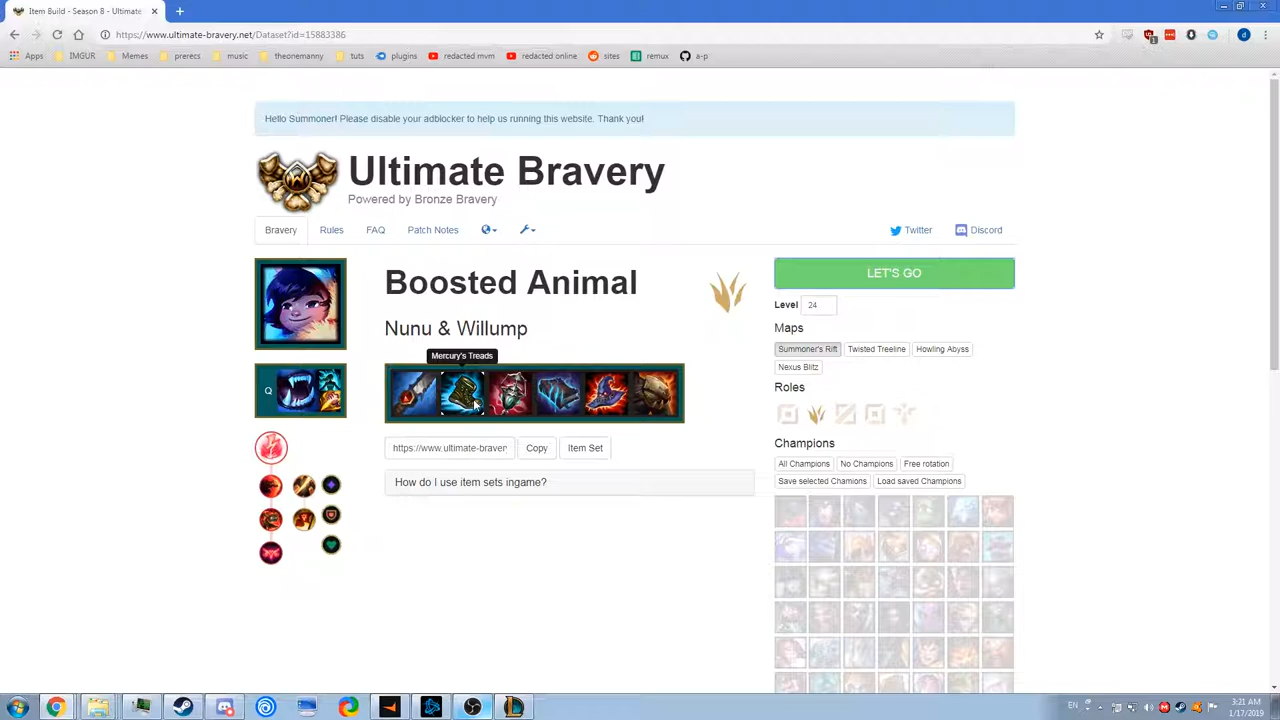 Item Build - Season 8 - Ultimate
https://www.ultimate-bravery.net/Dataset?id=15883386
Apps IMGUR Memes prerecs music theonemanny tuts plugins redacted mvm redacted online sites remux a-p
Hello Summoner! Please disable your adblocker to help us running this website. Thank you!
Ultimate Bravery
Powered by Bronze Bravery
Bravery Rules FAQ Patch Notes Twitter Discord
Boosted Animal
LET'S GO
Level 24
Nunu & Willump
Maps
Mercury's Treads
Summoner's Rift Twisted Treeline Howling Abyss
Nexus Blitz
Roles
Q
Champions
https://www.ultimate-bravery Copy Item Set
All Champions No Champions Free rotation
Save selected Chamions Load saved Champions
How do I use item sets ingame?
EN
3:21 AM
1/17/2019